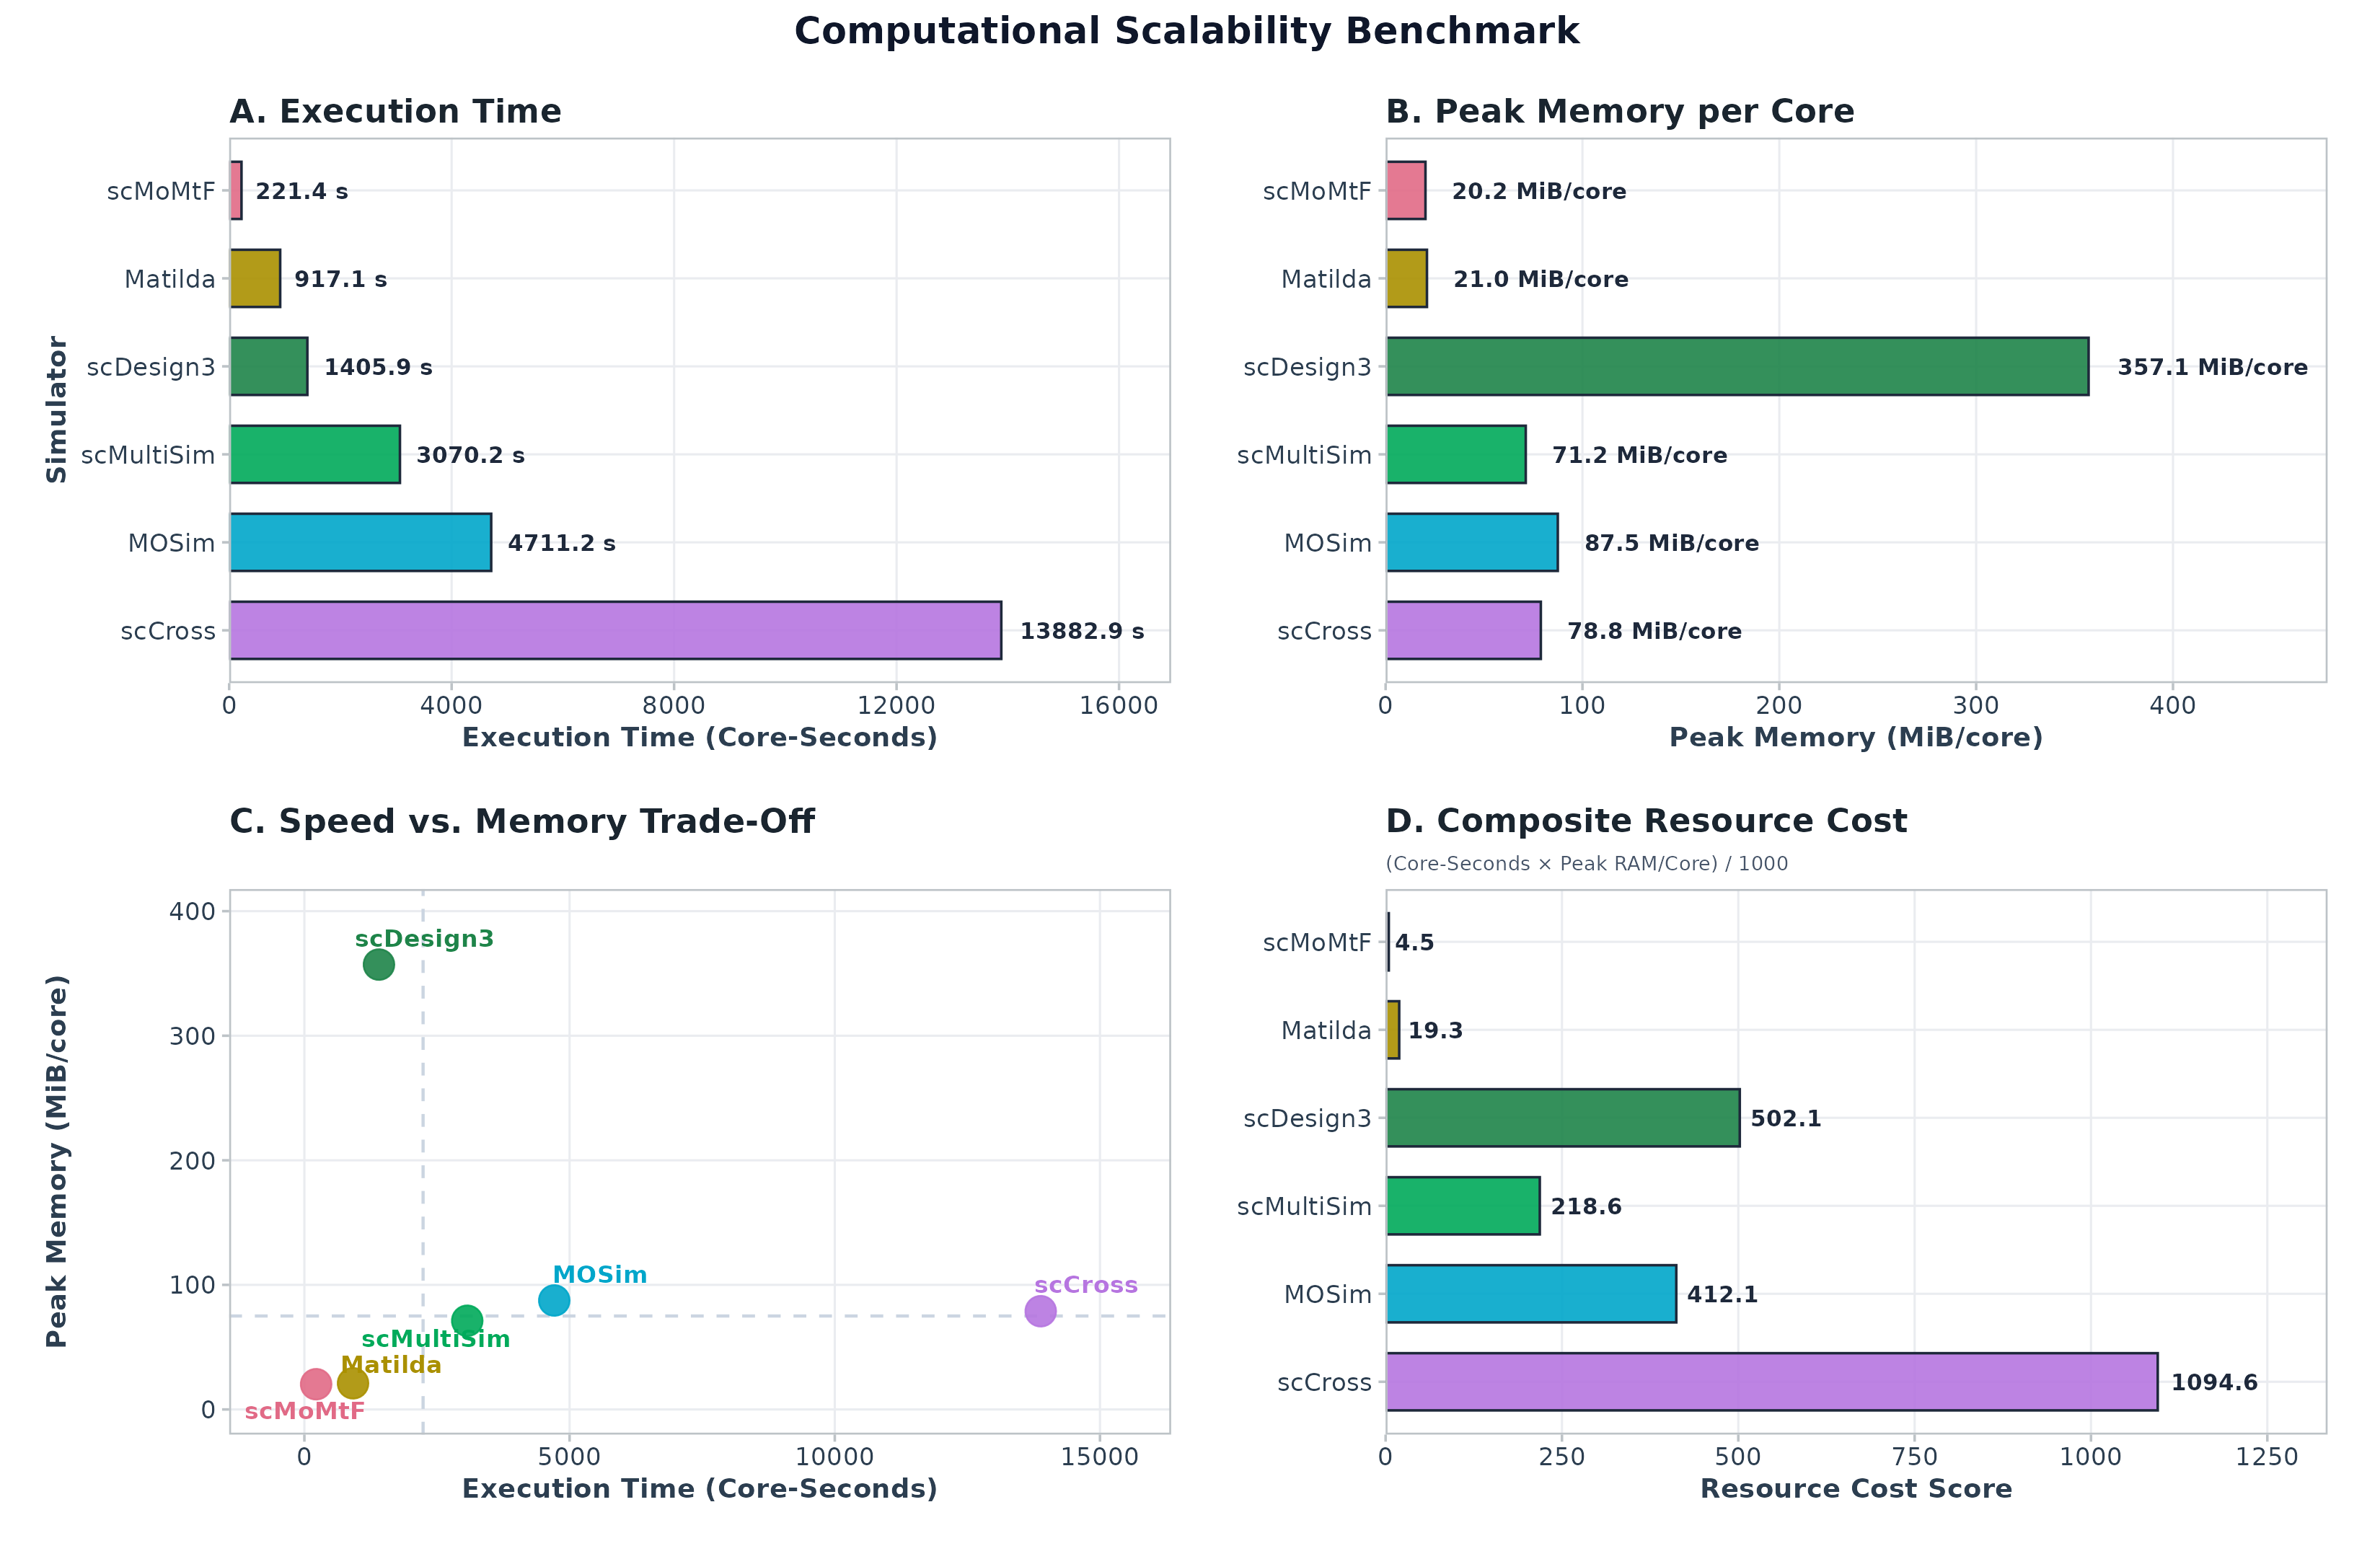 Computational Scalability Benchmark
A. Execution Time
Simulator
scMoMtF
221.4 s
Matilda
917.1 s
scDesign3
1405.9 s
scMultiSim
3070.2 s
MOSim
4711.2 s
scCross
13882.9 s
0 4000 8000 12000 16000
Execution Time (Core-Seconds)
B. Peak Memory per Core
scMoMtF
20.2 MiB/core
Matilda
21.0 MiB/core
scDesign3
357.1 MiB/core
scMultiSim
71.2 MiB/core
MOSim
87.5 MiB/core
scCross
78.8 MiB/core
0 100 200 300 400
Peak Memory (MiB/core)
C. Speed vs. Memory Trade-Off
Peak Memory (MiB/core)
400
300
200
100
0
scDesign3
MOSim
scCross
scMultiSim
Matilda
scMoMtF
0 5000 10000 15000
Execution Time (Core-Seconds)
D. Composite Resource Cost
(Core-Seconds × Peak RAM/Core) / 1000
scMoMtF
4.5
Matilda
19.3
scDesign3
502.1
scMultiSim
218.6
MOSim
412.1
scCross
1094.6
0 250 500 750 1000 1250
Resource Cost Score